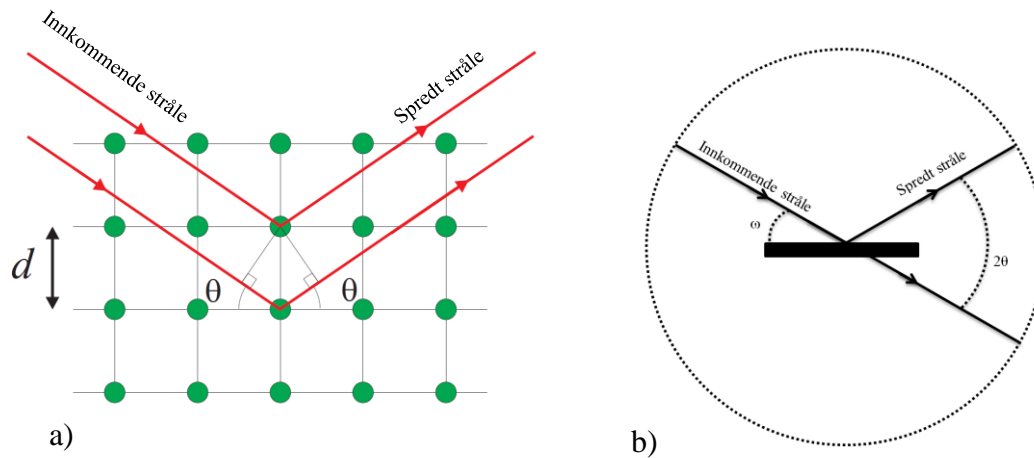 Innkommende stråle
Spredt stråle
d
θ
θ
a)
Innkommende stråle
Spredt stråle
ω
2θ
b)